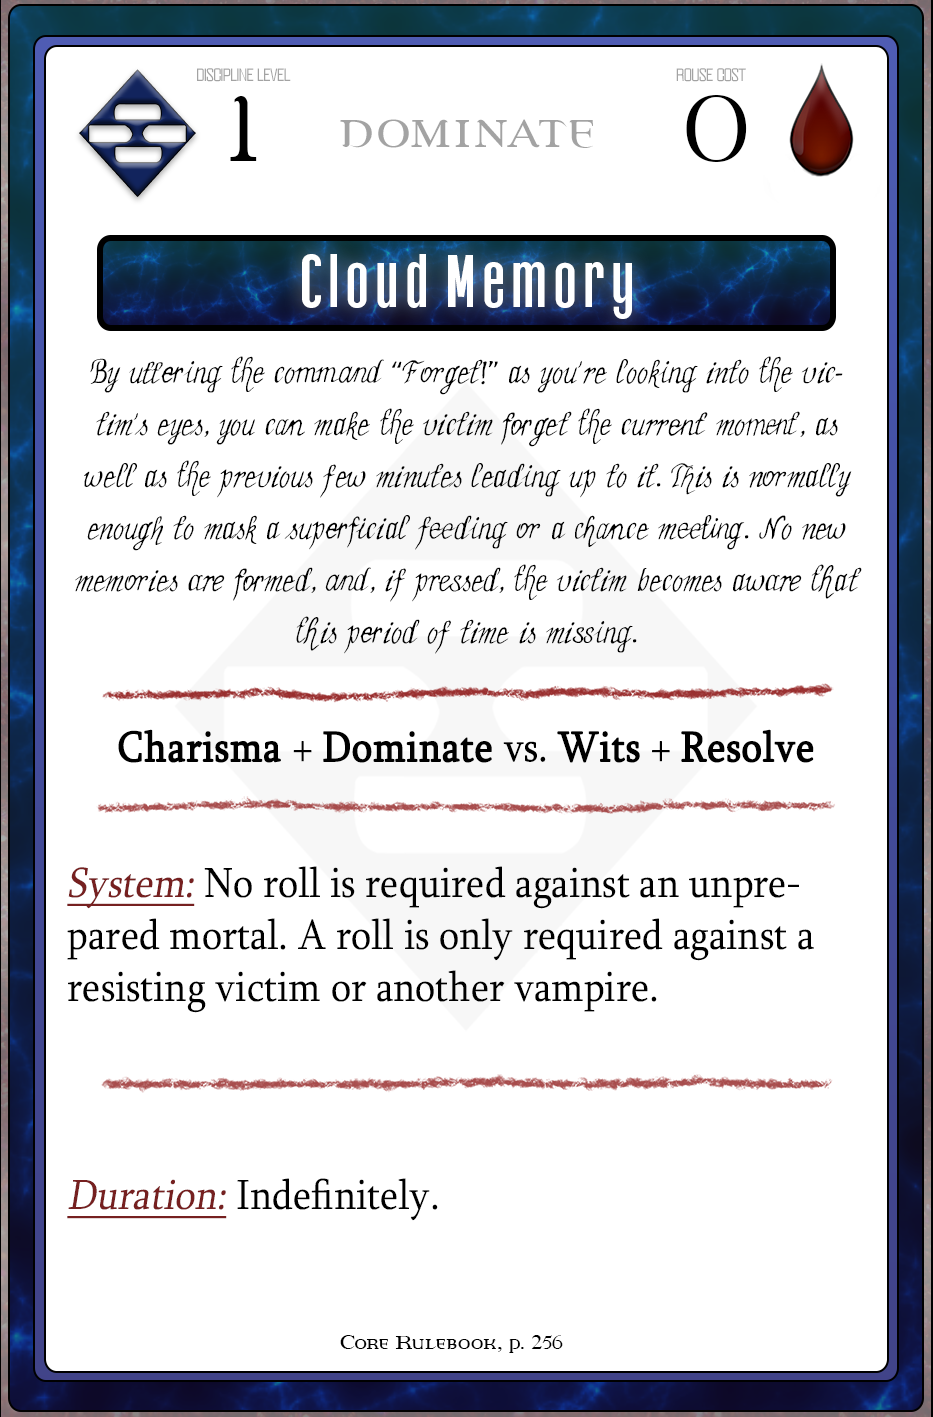 DISCIPLINE LEVEL
1
DOMINATE
ROUSE COST
0
Cloud Memory
By uttering the command “Forget!” as you're looking into the vic-
tim's eyes, you can make the victim forget the current moment, as
well as the previous few minutes leading up to it. This is normally
enough to mask a superficial feeding or a chance meeting. No new
memories are formed, and, if pressed, the victim becomes aware that
this period of time is missing.
Charisma + Dominate vs. Wits + Resolve
System: No roll is required against an unpre-
pared mortal. A roll is only required against a
resisting victim or another vampire.
Duration: Indefinitely.
Core Rulebook, p. 256